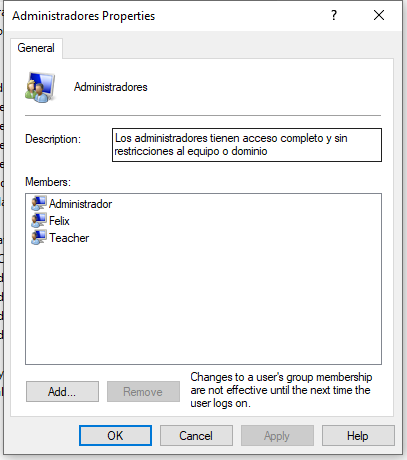 Administradores Properties
General
Administradores
Description:
Los administradores tienen acceso completo y sin
restricciones al equipo o dominio
Members:
Administrador
Felix
Teacher
Add...
Remove
Changes to a user's group membership
are not effective until the next time the
user logs on.
OK
Cancel
Apply
Help